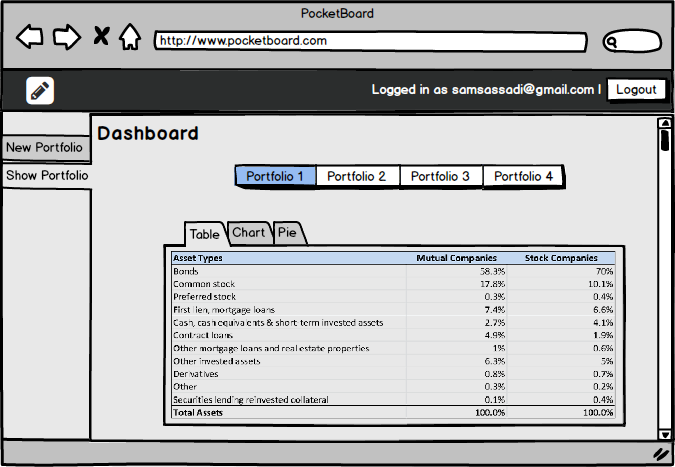 PocketBoard
http://www.pocketboard.com
Logged in as samsassadi@gmail.com | Logout
Dashboard
New Portfolio
Show Portfolio
Portfolio 1 Portfolio 2 Portfolio 3 Portfolio 4
Table Chart Pie
Asset Types Mutual Companies Stock Companies
Bonds 58.3% 70%
Common stock 17.8% 10.1%
Preferred stock 0.3% 0.4%
First lien, mortgage loans 7.4% 6.6%
Cash, cash equivalents & short-term invested assets 2.7% 4.1%
Contract loans 4.9% 1.9%
Other mortgage loans and real estate properties 1% 0.6%
Other invested assets 6.3% 5%
Derivatives 0.8% 0.7%
Other 0.3% 0.2%
Securities lending reinvested collateral 0.1% 0.4%
Total Assets 100.0% 100.0%